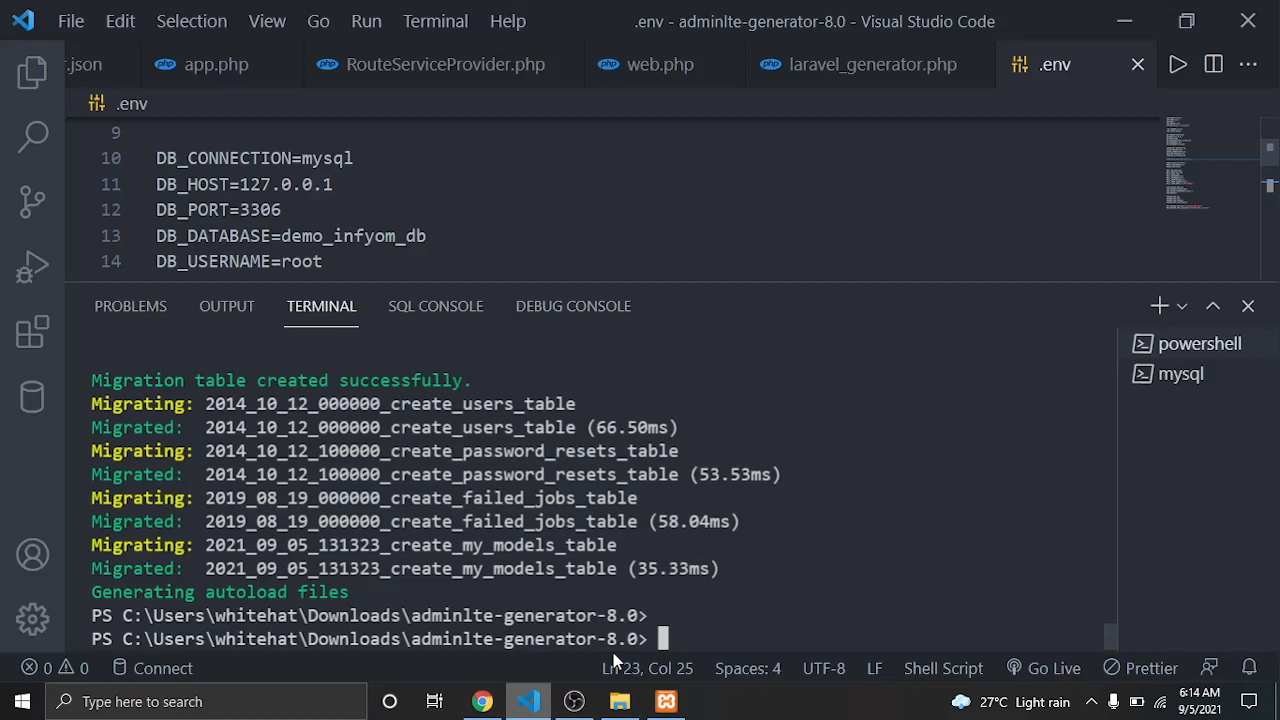 File Edit Selection View Go Run Terminal Help .env - adminlte-generator-8.0 - Visual Studio Code
r.json php app.php php RouteServiceProvider.php php web.php php laravel_generator.php .env
.env
9
10 DB_CONNECTION=mysql
11 DB_HOST=127.0.0.1
12 DB_PORT=3306
13 DB_DATABASE=demo_infyom_db
14 DB_USERNAME=root
PROBLEMS OUTPUT TERMINAL SQL CONSOLE DEBUG CONSOLE
powershell
mysql
Migration table created successfully.
Migrating: 2014_10_12_000000_create_users_table
Migrated: 2014_10_12_000000_create_users_table (66.50ms)
Migrating: 2014_10_12_100000_create_password_resets_table
Migrated: 2014_10_12_100000_create_password_resets_table (53.53ms)
Migrating: 2019_08_19_000000_create_failed_jobs_table
Migrated: 2019_08_19_000000_create_failed_jobs_table (58.04ms)
Migrating: 2021_09_05_131323_create_my_models_table
Migrated: 2021_09_05_131323_create_my_models_table (35.33ms)
Generating autoload files
PS C:\Users\whitehat\Downloads\adminlte-generator-8.0>
PS C:\Users\whitehat\Downloads\adminlte-generator-8.0>
0 0 Connect Ln 23, Col 25 Spaces: 4 UTF-8 LF Shell Script Go Live Prettier
Type here to search 27°C Light rain 6:14 AM
9/5/2021